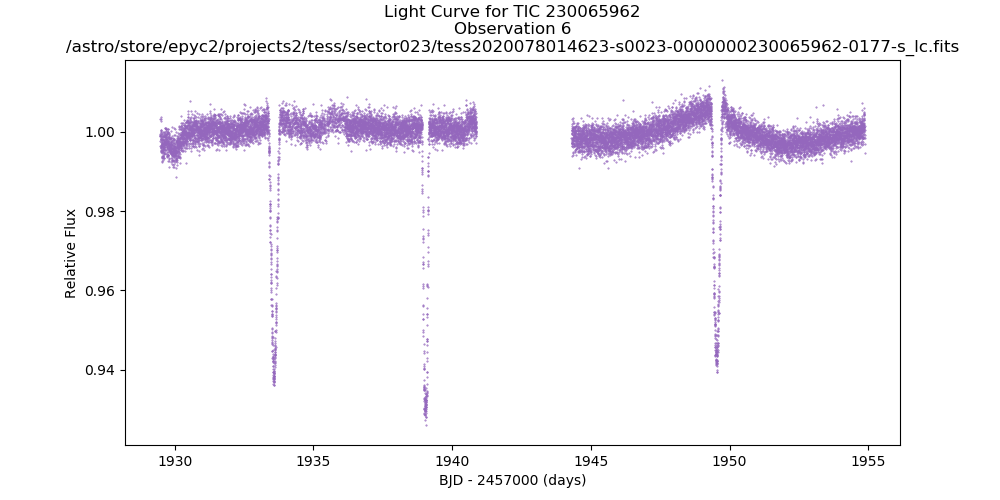 Light Curve for TIC 230065962
Observation 6
/astro/store/epyc2/projects2/tess/sector023/tess2020078014623-s0023-0000000230065962-0177-s_lc.fits
1.00
0.98
0.96
0.94
Relative Flux
1930
1935
1940
1945
1950
1955
BJD - 2457000 (days)